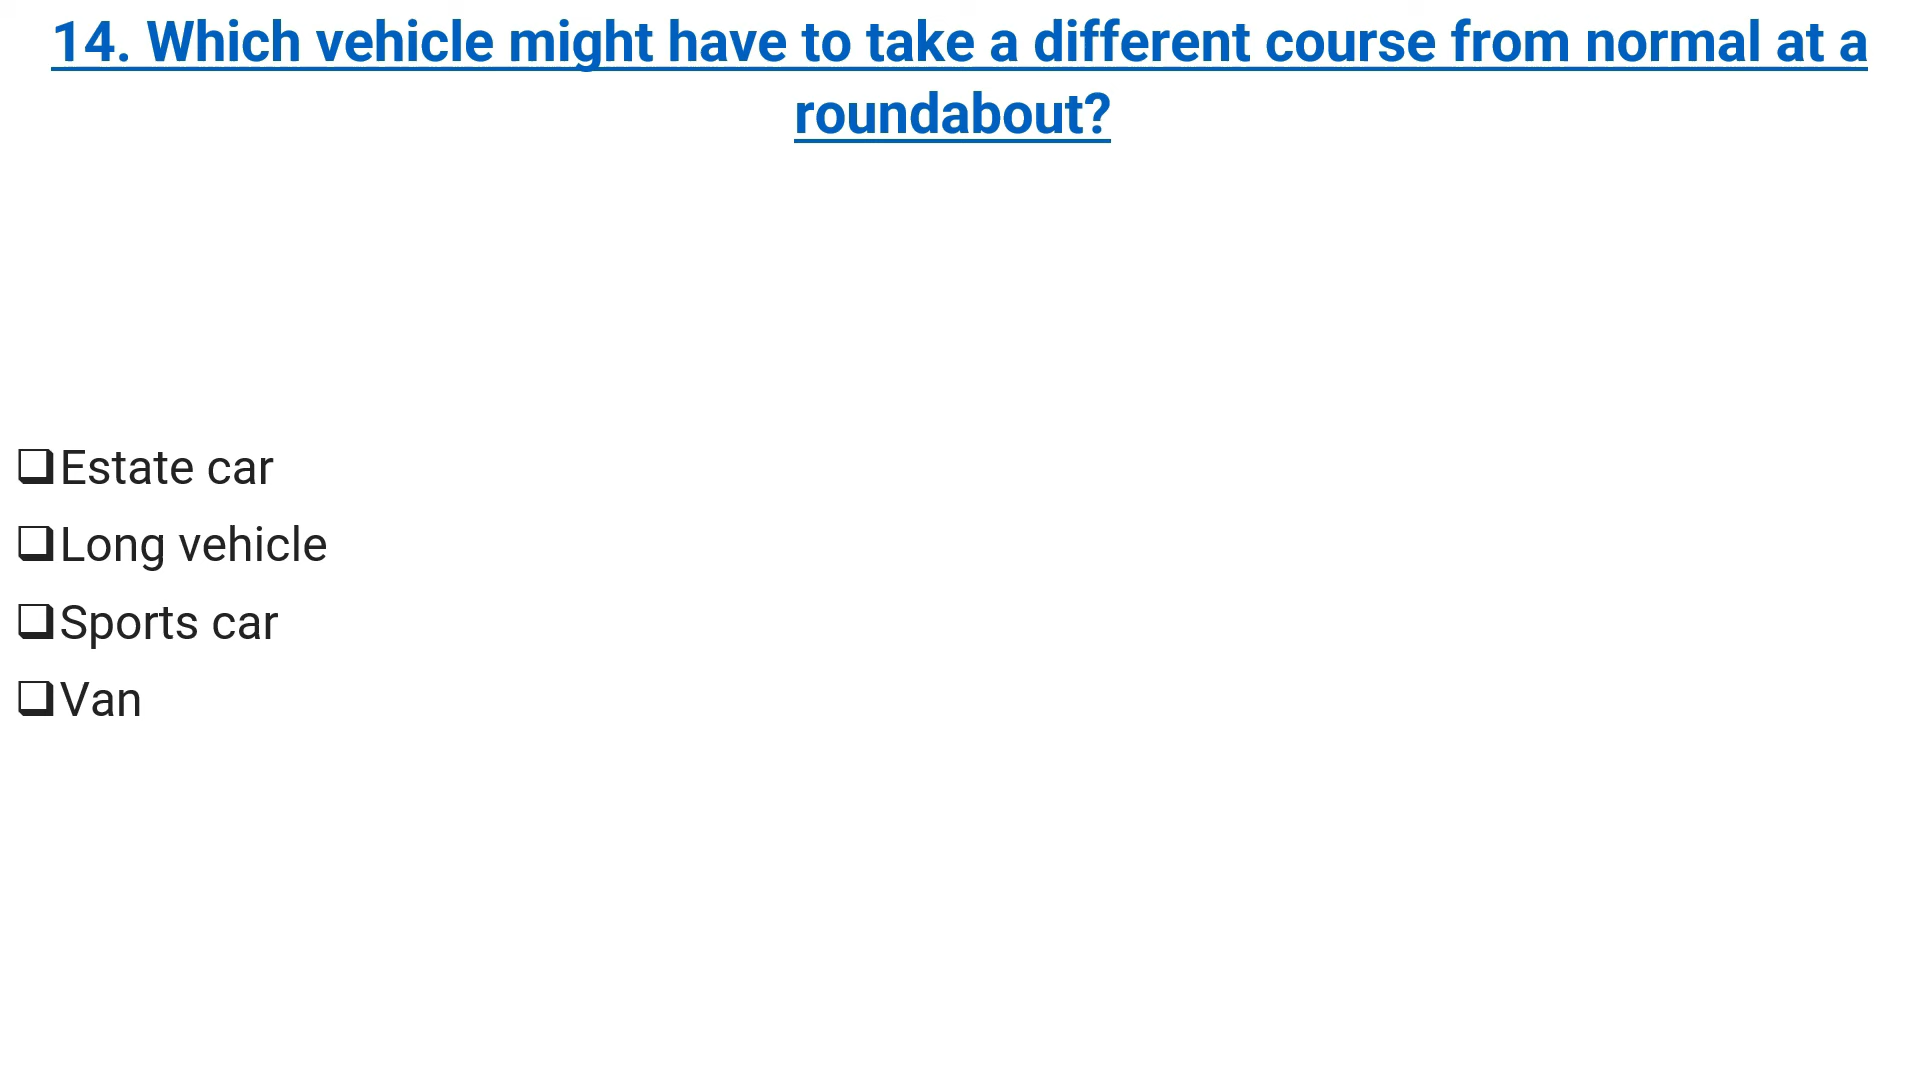 14. Which vehicle might have to take a different course from normal at a
roundabout?
❑Estate car
❑Long vehicle
❑Sports car
❑Van